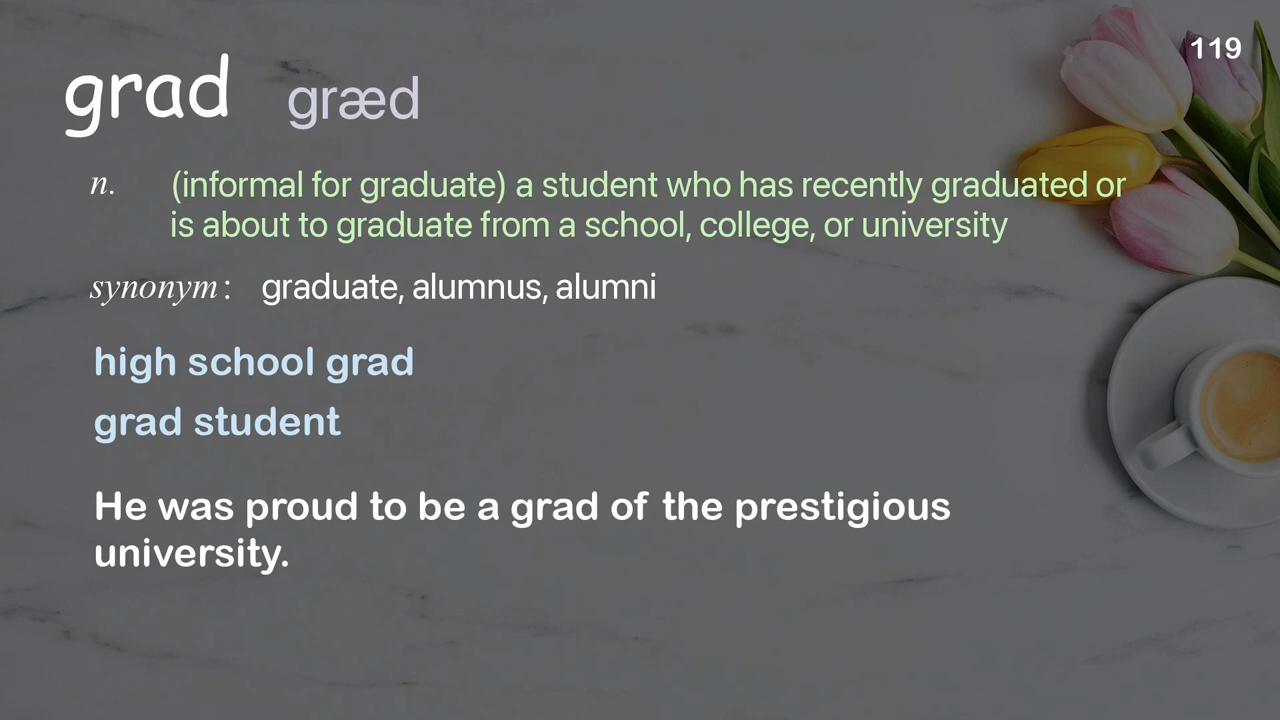 119
grad græd
n. (informal for graduate) a student who has recently graduated or
is about to graduate from a school, college, or university
synonym: graduate, alumnus, alumni
high school grad
grad student
He was proud to be a grad of the prestigious
university.